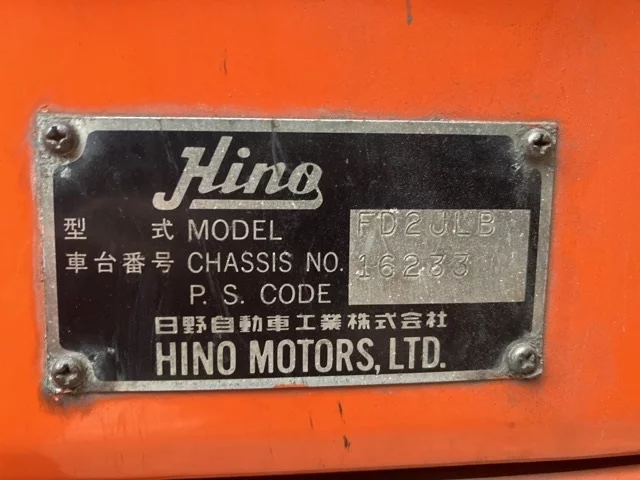 Hino
型 式 MODEL FD2JLB
車台番号 CHASSIS NO. 16233
P. S. CODE
日野自動車工業株式会社
HINO MOTORS, LTD.